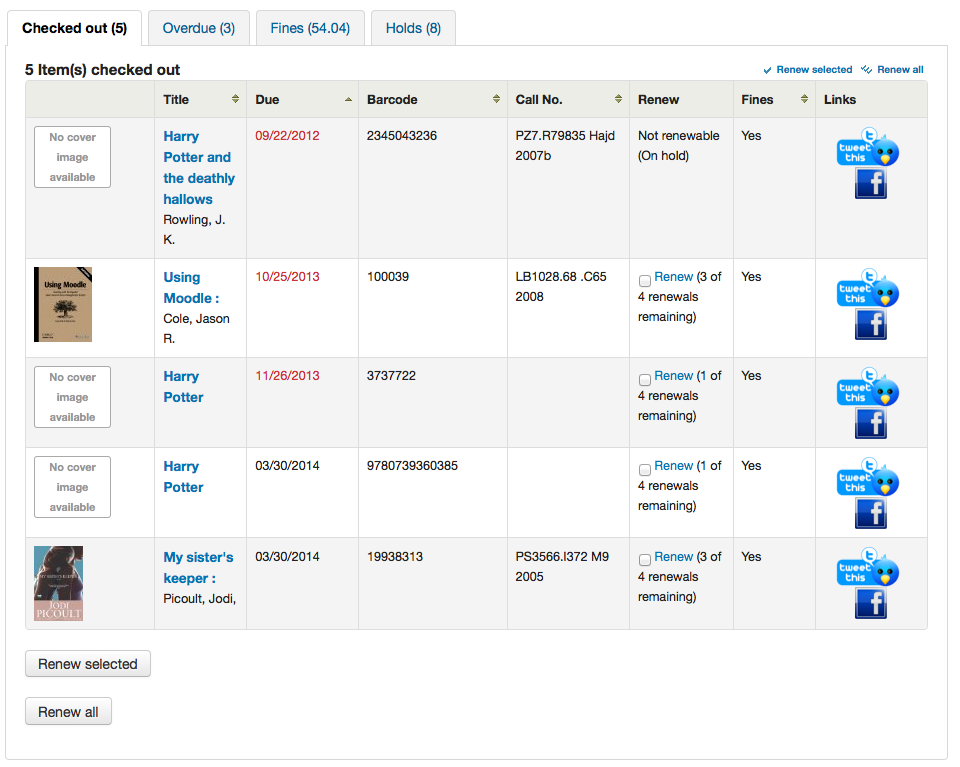 Checked out (5) Overdue (3) Fines (54.04) Holds (8)
5 Item(s) checked out Renew selected Renew all
Title Due Barcode Call No. Renew Fines Links
No cover
image
available
Harry
Potter and
the deathly
hallows
Rowling, J.
K.
09/22/2012
2345043236
PZ7.R79835 Hajd
2007b
Not renewable
(On hold)
Yes
tweet
this
Using Moodle
Using
Moodle :
Cole, Jason
R.
10/25/2013
100039
LB1028.68 .C65
2008
Renew (3 of
4 renewals
remaining)
Yes
tweet
this
No cover
image
available
Harry
Potter
11/26/2013
3737722
Renew (1 of
4 renewals
remaining)
Yes
tweet
this
No cover
image
available
Harry
Potter
03/30/2014
9780739360385
Renew (1 of
4 renewals
remaining)
Yes
tweet
this
MY SISTER'S KEEPER
JODI
PICOULT
My sister's
keeper :
Picoult, Jodi,
03/30/2014
19938313
PS3566.I372 M9
2005
Renew (3 of
4 renewals
remaining)
Yes
tweet
this
Renew selected
Renew all